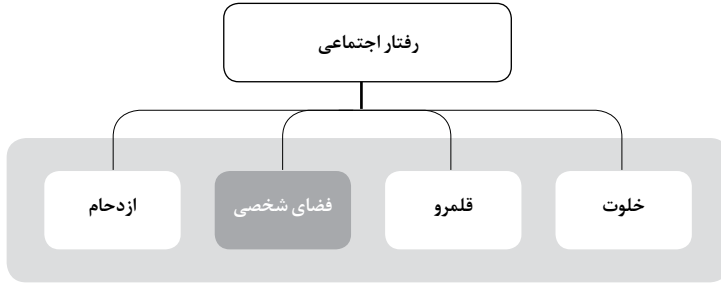 رفتار اجتماعی
خلوت
قلمرو
فضای شخصی
ازدحام